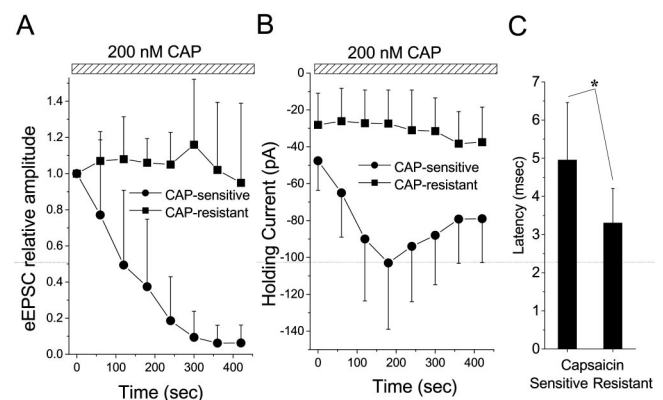 A
200 nM CAP
eEPSC relative amplitude
1.4
1.2
1.0
0.8
0.6
0.4
0.2
0.0
CAP-sensitive
CAP-resistant
0 100 200 300 400
Time (sec)
B
200 nM CAP
Holding Current (pA)
0
-20
-40
-60
-80
-100
-120
-140
CAP-sensitive
CAP-resistant
0 100 200 300 400
Time (sec)
C
*
Latency (msec)
7
6
5
4
3
2
1
0
Capsaicin
Sensitive Resistant